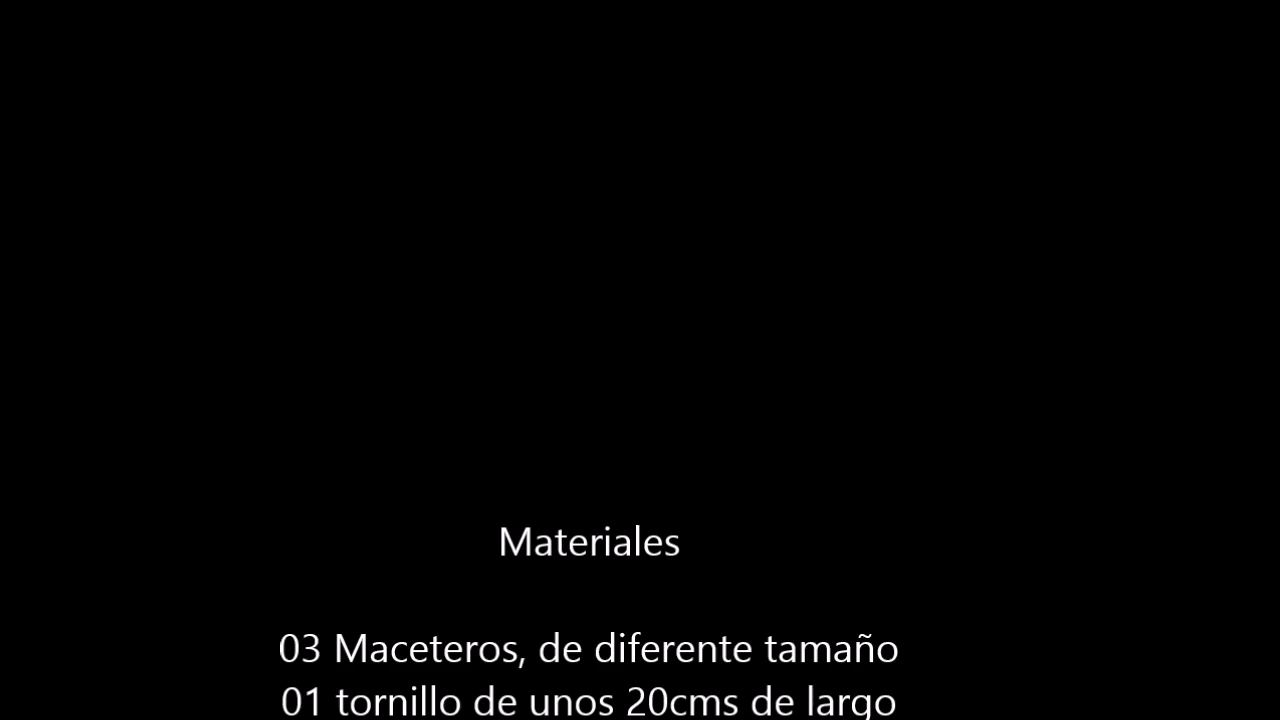 Materiales
03 Maceteros, de diferente tamaño
01 tornillo de unos 20cms de largo